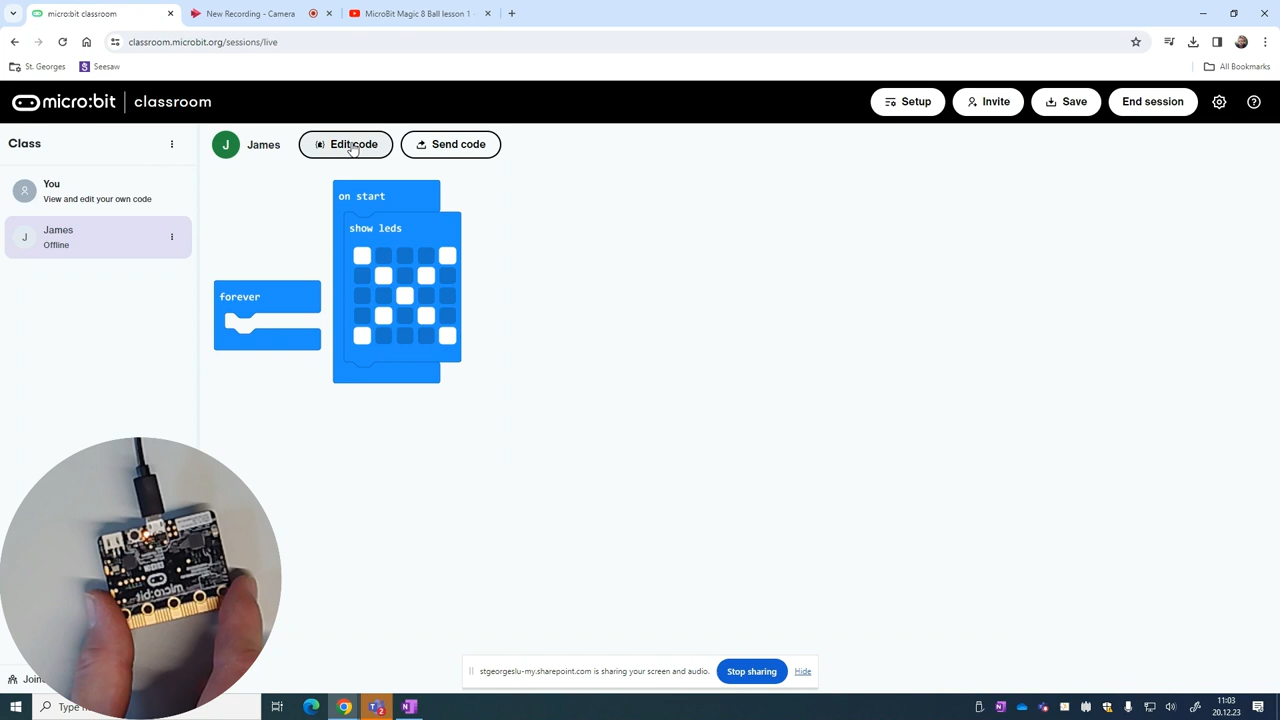 micro:bit classroom
New Recording - Camera
MicroBit Magic 8 Ball lesson 1
classroom.microbit.org/sessions/live
St. Georges
Seesaw
All Bookmarks
micro:bit classroom
Setup
Invite
Save
End session
Class
J
James
Edit code
Send code
You
View and edit your own code
J
James
Offline
on start
show leds
forever
micro:bit
stgeorgeslu-my.sharepoint.com is sharing your screen and audio.
Stop sharing
Hide
2
11:03
20.12.23